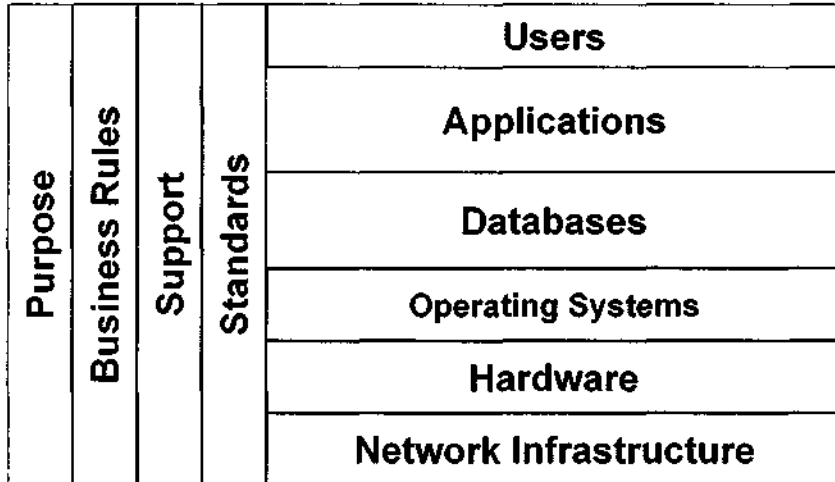 Purpose
Business Rules
Support
Standards
Users
Applications
Databases
Operating Systems
Hardware
Network Infrastructure